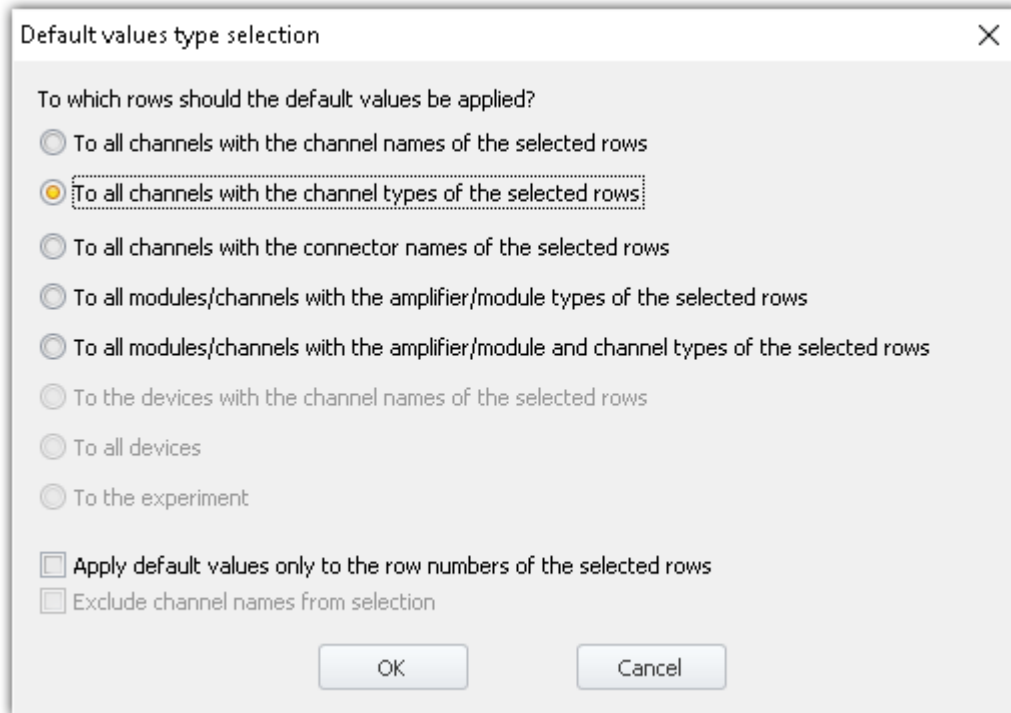 Default values type selection
To which rows should the default values be applied?
To all channels with the channel names of the selected rows
To all channels with the channel types of the selected rows
To all channels with the connector names of the selected rows
To all modules/channels with the amplifier/module types of the selected rows
To all modules/channels with the amplifier/module and channel types of the selected rows
To the devices with the channel names of the selected rows
To all devices
To the experiment
Apply default values only to the row numbers of the selected rows
Exclude channel names from selection
OK Cancel